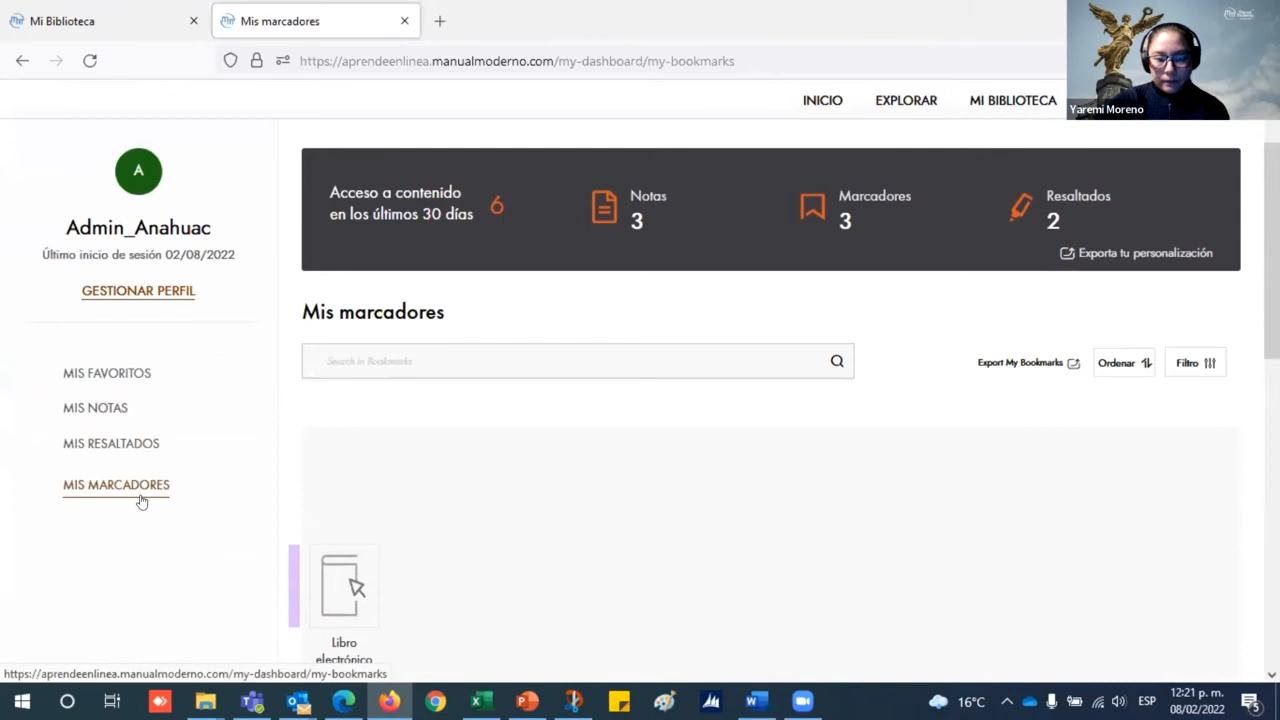 Mi Biblioteca
Mis marcadores
https://aprendeenlinea.manualmoderno.com/my-dashboard/my-bookmarks
INICIO
EXPLORAR
MI BIBLIOTECA
Yaremi Moreno
A
Admin_Anahuac
Último inicio de sesión 02/08/2022
GESTIONAR PERFIL
MIS FAVORITOS
MIS NOTAS
MIS RESALTADOS
MIS MARCADORES
Acceso a contenido
en los últimos 30 días
6
Notas
3
Marcadores
3
Resaltados
2
Exporta tu personalización
Mis marcadores
Search in Bookmarks
Export My Bookmarks
Ordenar
Filtro
Libro
electrónico
https://aprendeenlinea.manualmoderno.com/my-dashboard/my-bookmarks
16°C
ESP
12:21 p. m.
08/02/2022
5